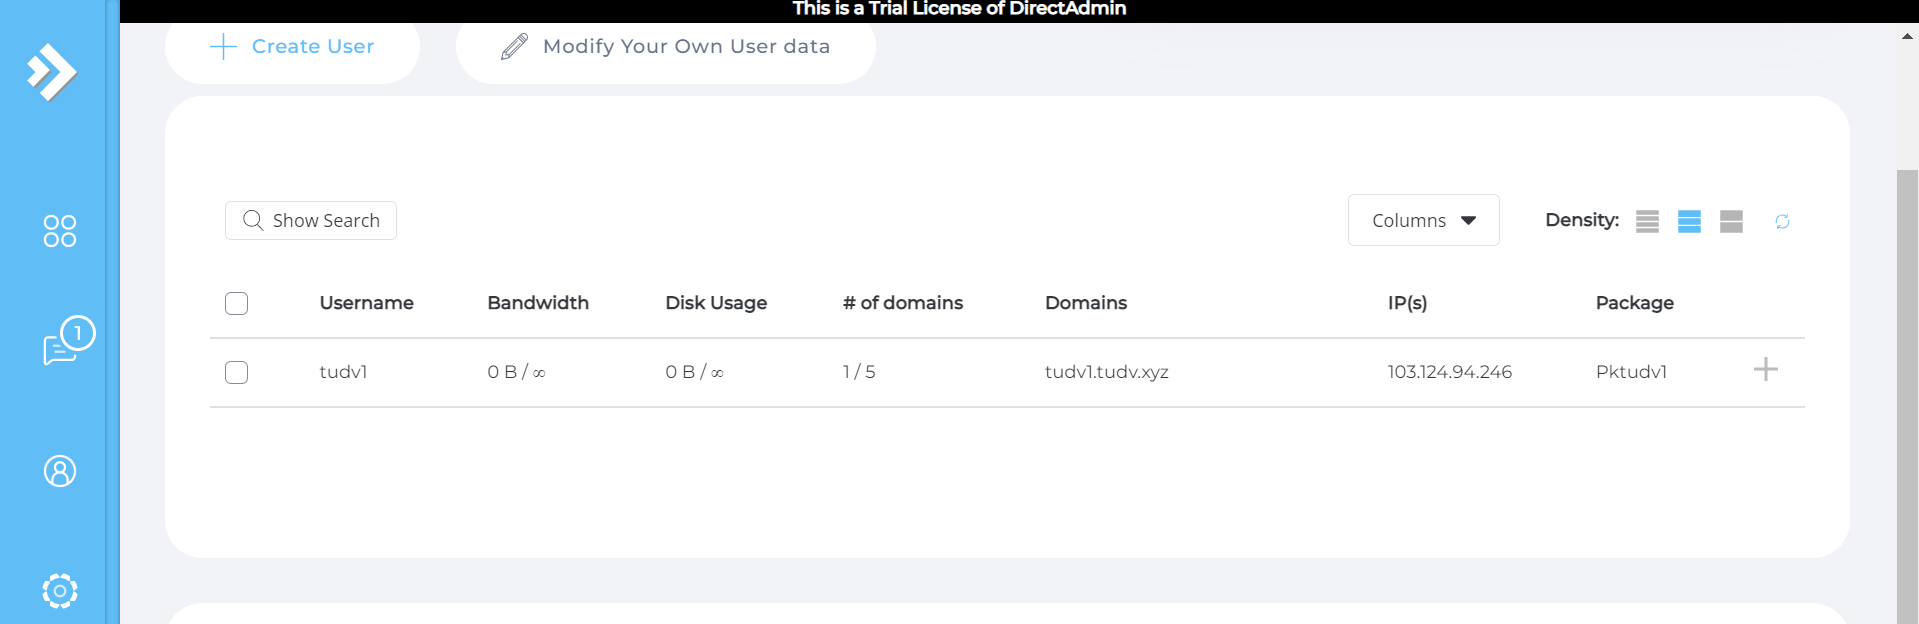 This is a Trial License of DirectAdmin
Create User
Modify Your Own User data
Show Search
Columns
Density:
Username Bandwidth Disk Usage # of domains Domains IP(s) Package
tudv1 0 B / ∞ 0 B / ∞ 1 / 5 tudv1.tudv.xyz 103.124.94.246 Pktudv1
1